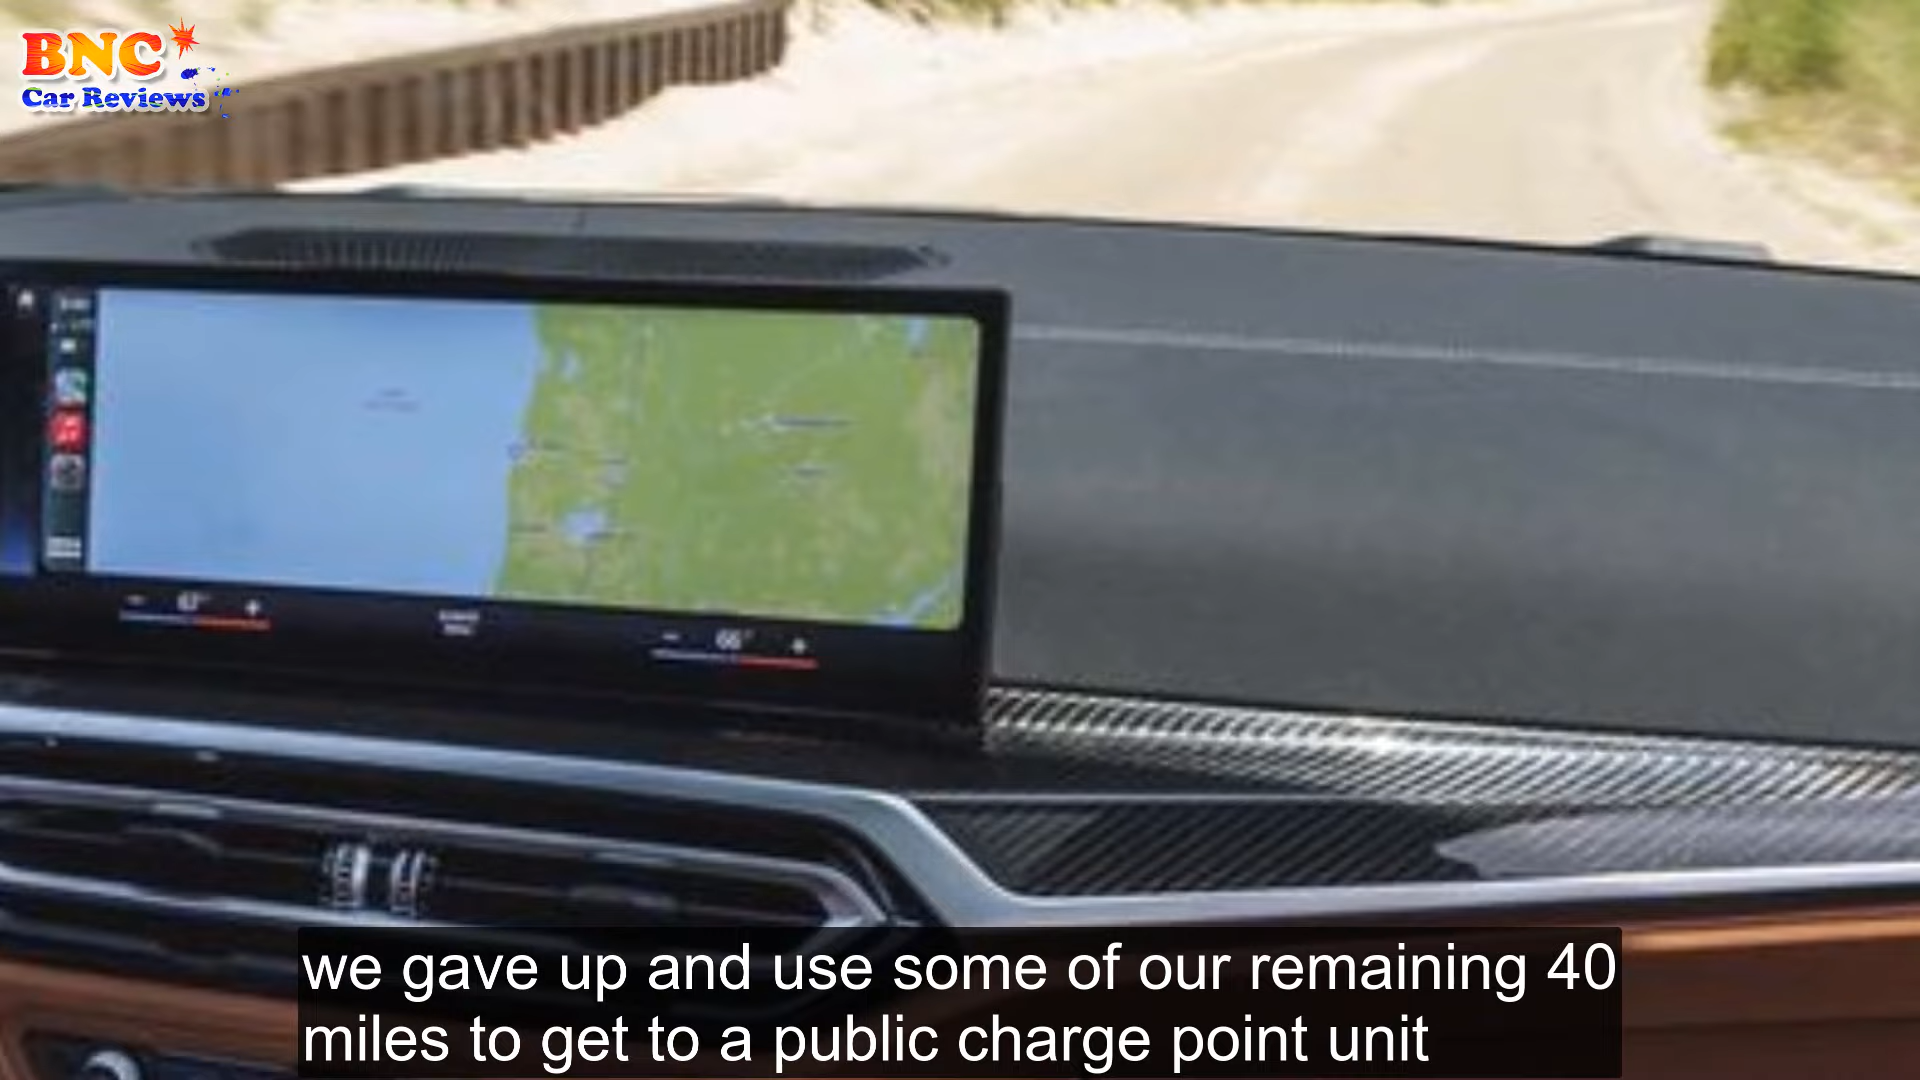 BNC
Car Reviews
66°
we gave up and use some of our remaining 40
miles to get to a public charge point unit